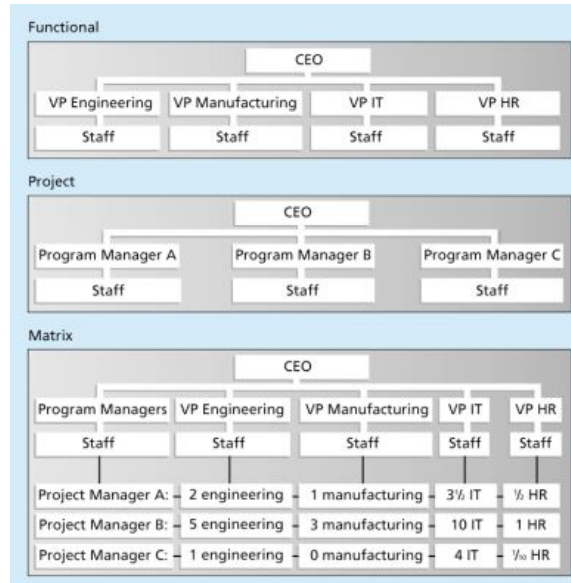 Functional
CEO
VP Engineering VP Manufacturing VP IT VP HR
Staff Staff Staff Staff
Project
CEO
Program Manager A Program Manager B Program Manager C
Staff Staff Staff
Matrix
CEO
Program Managers VP Engineering VP Manufacturing VP IT VP HR
Staff Staff Staff Staff Staff
Project Manager A: 2 engineering 1 manufacturing 3½ IT ½ HR
Project Manager B: 5 engineering 3 manufacturing 10 IT 1 HR
Project Manager C: 1 engineering 0 manufacturing 4 IT ⅒ HR